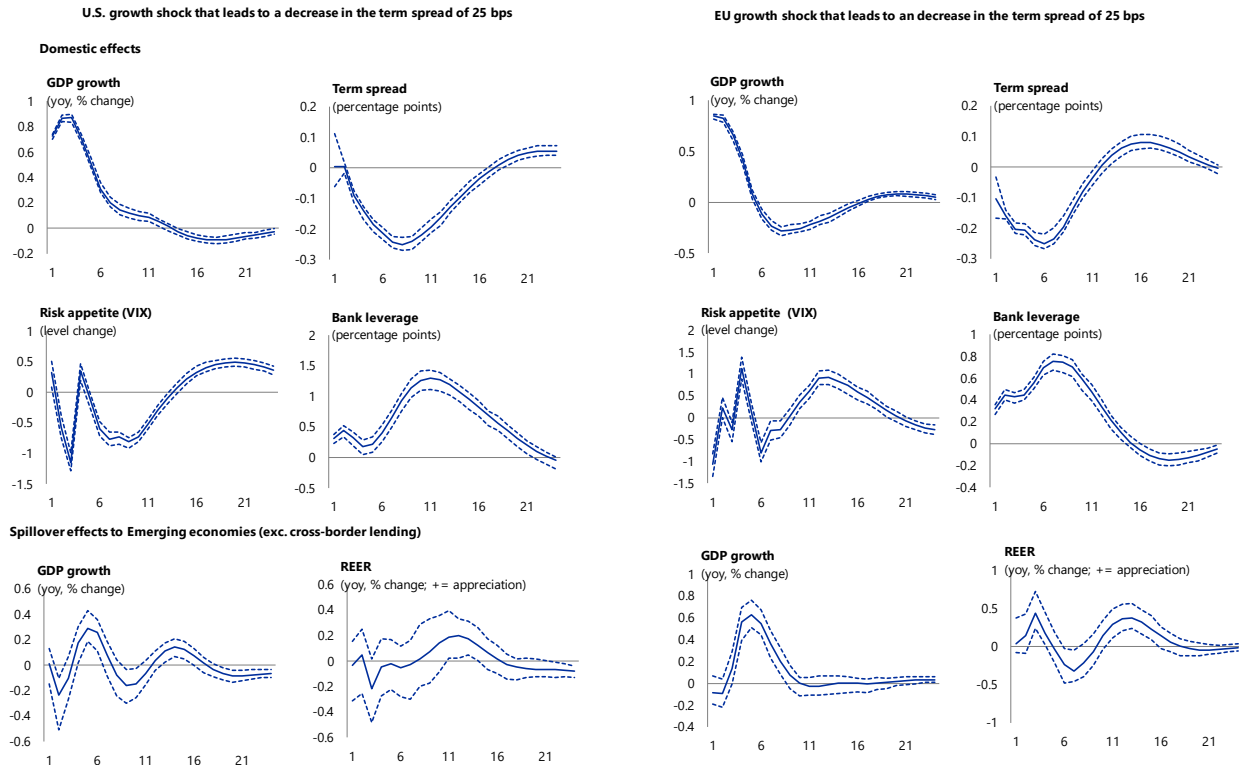 U.S. growth shock that leads to a decrease in the term spread of 25 bps
Domestic effects
GDP growth
(yoy, % change)
1
0.8
0.6
0.4
0.2
0
-0.2
1 6 11 16 21
Term spread
(percentage points)
0.2
0.1
0
-0.1
-0.2
-0.3
1 6 11 16 21
Risk appetite (VIX)
(level change)
1
0.5
0
-0.5
-1
-1.5
1 6 11 16 21
Bank leverage
(percentage points)
2
1.5
1
0.5
0
-0.5
1 6 11 16 21
Spillover effects to Emerging economies (exc. cross-border lending)
GDP growth
(yoy, % change)
0.6
0.4
0.2
0
-0.2
-0.4
-0.6
1 6 11 16 21
REER
(yoy, % change; += appreciation)
0.6
0.4
0.2
0
-0.2
-0.4
-0.6
1 6 11 16 21
EU growth shock that leads to an decrease in the term spread of 25 bps
GDP growth
(yoy, % change)
1
0.5
0
-0.5
1 6 11 16 21
Term spread
(percentage points)
0.2
0.1
0
-0.1
-0.2
-0.3
1 6 11 16 21
Risk appetite (VIX)
(level change)
2
1.5
1
0.5
0
-0.5
-1
-1.5
1 6 11 16 21
Bank leverage
(percentage points)
1
0.8
0.6
0.4
0.2
0
-0.2
-0.4
1 6 11 16 21
GDP growth
(yoy, % change)
1
0.8
0.6
0.4
0.2
0
-0.2
-0.4
1 6 11 16 21
REER
(yoy, % change; += appreciation)
1
0.5
0
-0.5
-1
1 6 11 16 21